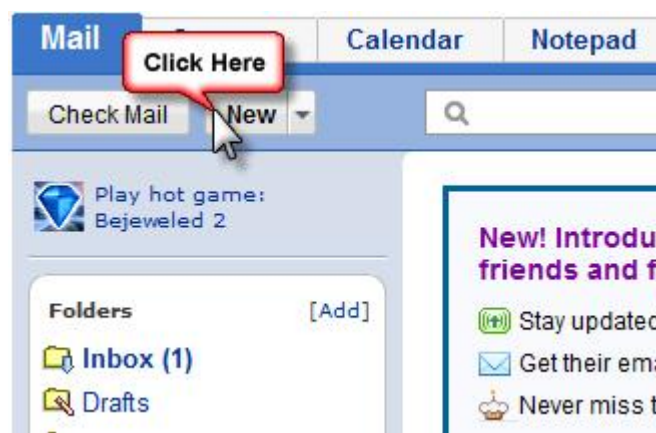 Mail
Calendar
Notepad
Click Here
Check Mail
New
Play hot game:
Bejeweled 2
New! Introdu
friends and f
Folders
[Add]
Stay updated
Inbox (1)
Get their ema
Drafts
Never miss t